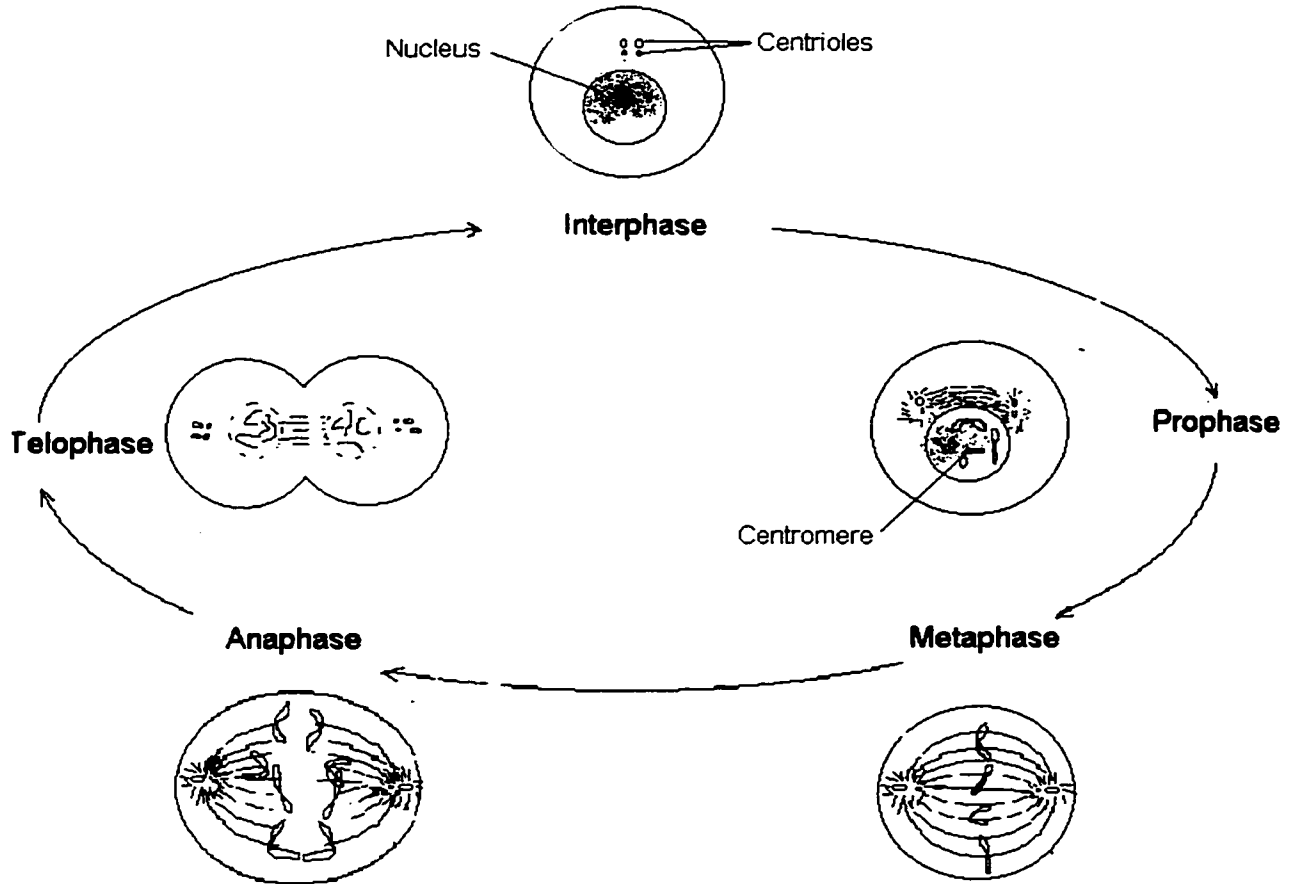 Nucleus
Centrioles
Interphase
Prophase
Telophase
Centromere
Anaphase
Metaphase